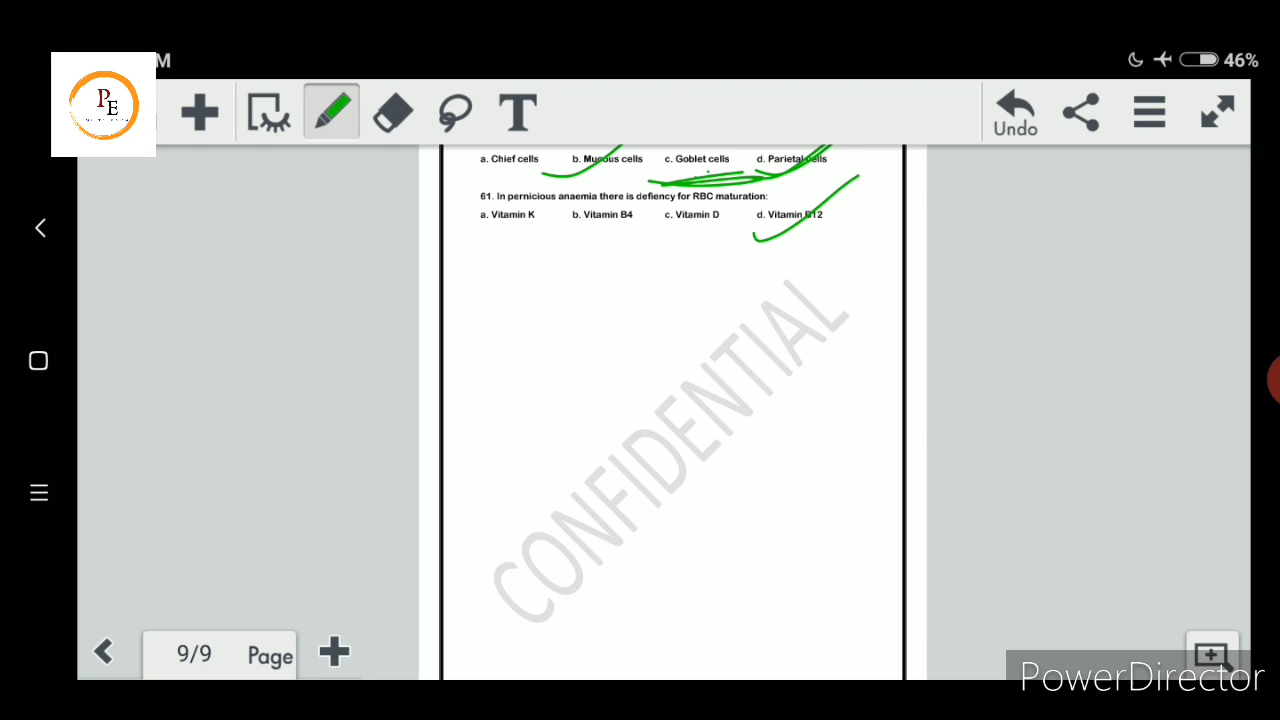 M
46%
PE
T
Undo
a. Chief cells b. Mucous cells c. Goblet cells d. Parietal cells
61. In pernicious anaemia there is defiency for RBC maturation:
a. Vitamin K b. Vitamin B4 c. Vitamin D d. Vitamin B12
CONFIDENTIAL
9/9 Page
PowerDirector